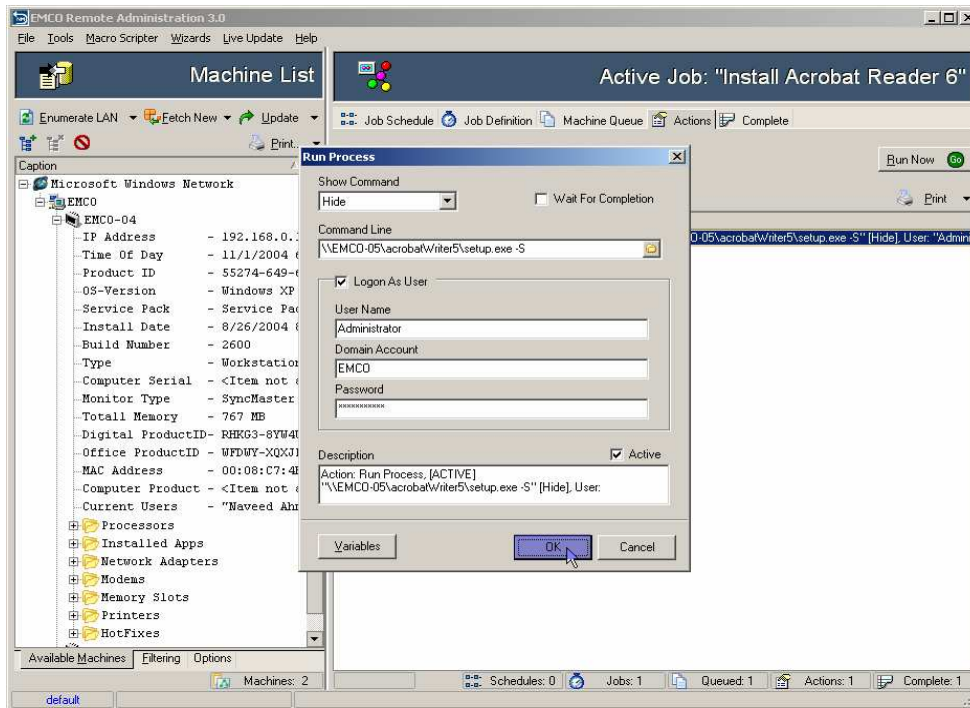 EMCO Remote Administration 3.0
File Tools Macro Scripter Wizards Live Update Help
Machine List
Active Job: "Install Acrobat Reader 6"
Enumerate LAN Fetch New Update
Job Schedule Job Definition Machine Queue Actions Complete
Print..
Run Now Go
Print
Caption
Microsoft Windows Network
EMCO
EMCO-04
IP Address - 192.168.0.
Time Of Day - 11/1/2004
Product ID - 55274-649-
OS-Version - Windows XP
Service Pack - Service Pac
Install Date - 8/26/2004
Build Number - 2600
Type - Workstation
Computer Serial - <Item not
Monitor Type - SyncMaster
Totall Memory - 767 MB
Digital ProductID- RHKG3-8YW4
Office ProductID - WFDWY-XQXJ
MAC Address - 00:08:C7:4
Computer Product - <Item not
Current Users - "Naveed Ah
Processors
Installed Apps
Network Adapters
Modems
Memory Slots
Printers
HotFixes
Available Machines Filtering Options
Machines: 2
default
Run Process
Show Command
Hide
Wait For Completion
Command Line
\\EMCO-05\acrobatWriter5\setup.exe -S
Logon As User
User Name
Administrator
Domain Account
EMCO
Password
***********
Description
Active
Action: Run Process, [ACTIVE]
"\\EMCO-05\acrobatWriter5\setup.exe -S" [Hide], User:
Variables OK Cancel
O-05\acrobatWriter5\setup.exe -S" [Hide], User: "Admin
Schedules: 0 Jobs: 1 Queued: 1 Actions: 1 Complete: 1